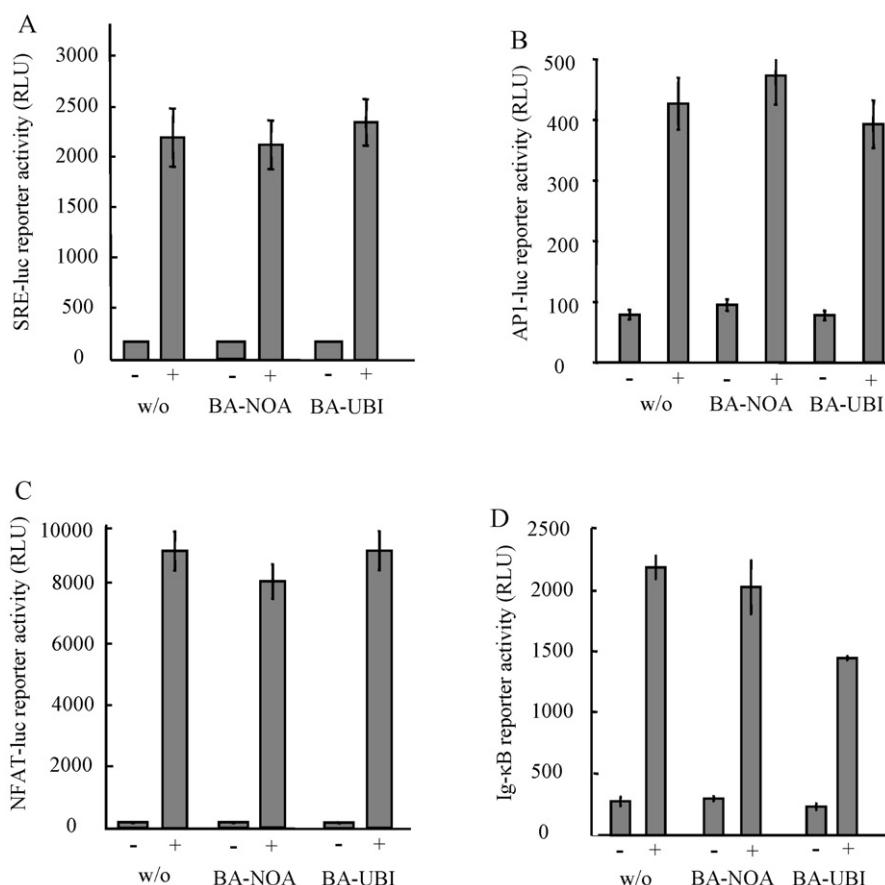 A
SRE-luc reporter activity (RLU)
3000
2500
2000
1500
1000
500
0
- + - + - +
w/o BA-NOA BA-UBI
B
AP1-luc reporter activity (RLU)
500
400
300
200
100
0
- + - + - +
w/o BA-NOA BA-UBI
C
NFAT-luc reporter activity (RLU)
10000
8000
6000
4000
2000
0
- + - + - +
w/o BA-NOA BA-UBI
D
Ig-κB reporter activity (RLU)
2500
2000
1500
1000
500
0
- + - + - +
w/o BA-NOA BA-UBI